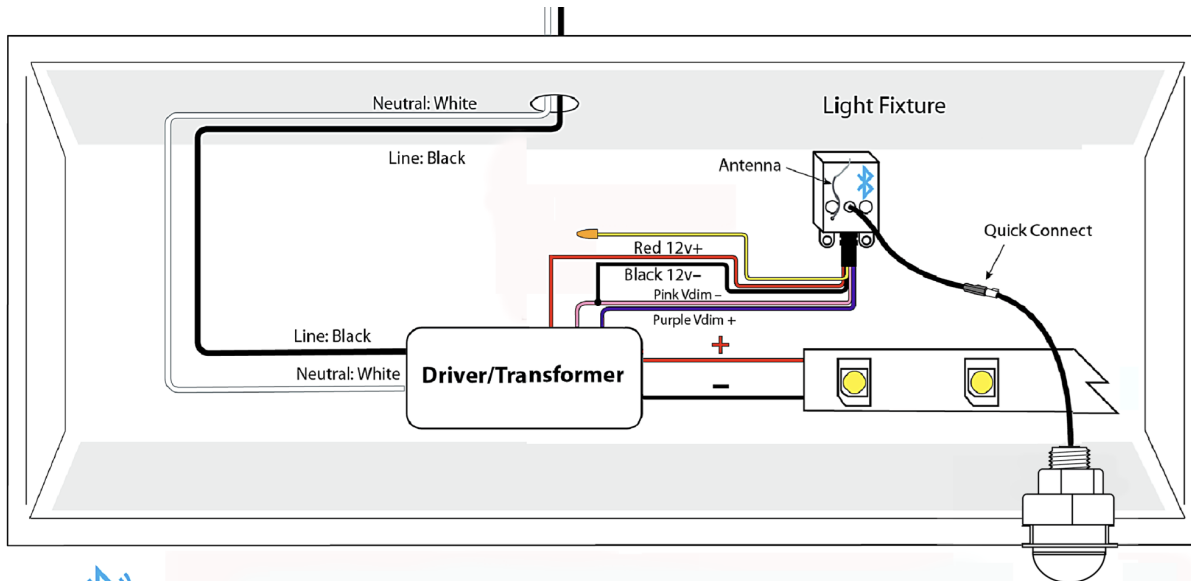 Neutral: White
Light Fixture
Line: Black
Antenna
Quick Connect
Red 12v+
Black 12v–
Pink Vdim –
Purple Vdim +
Line: Black
+
Neutral: White
Driver/Transformer
–